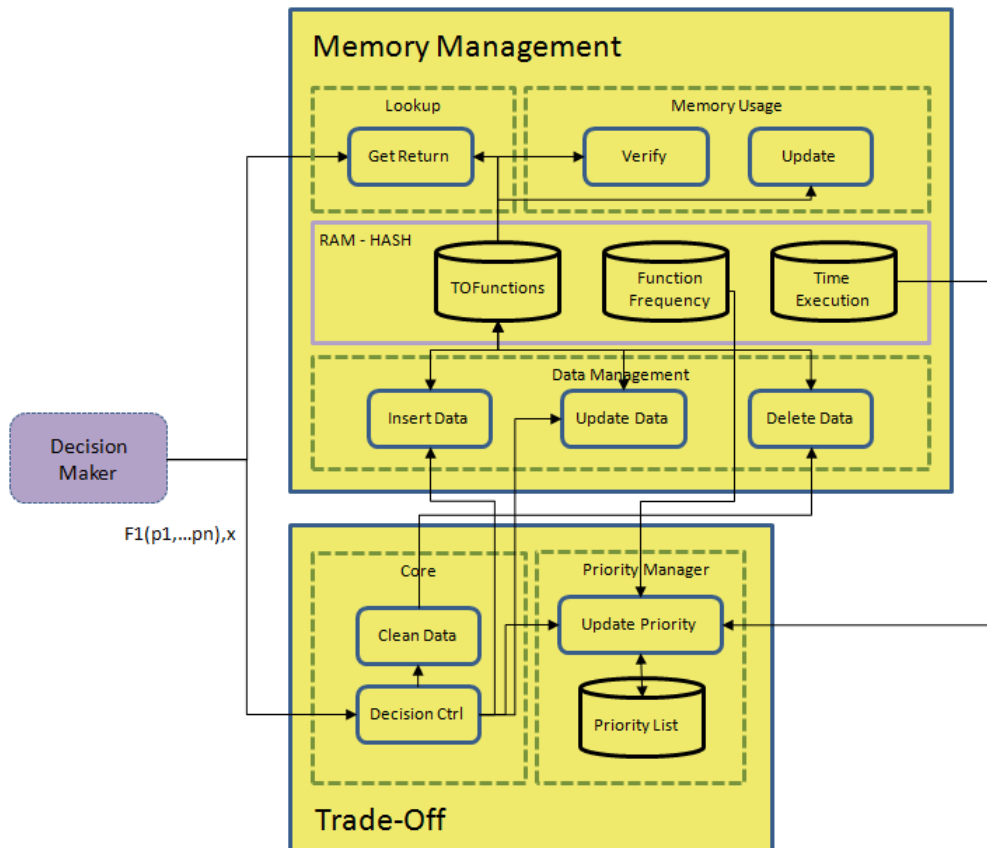 Memory Management
Lookup
Memory Usage
Get Return
Verify
Update
RAM - HASH
TOFunctions
Function
Frequency
Time
Execution
Data Management
Insert Data
Update Data
Delete Data
Decision
Maker
F1(p1,...pn),x
Core
Priority Manager
Clean Data
Update Priority
Decision Ctrl
Priority List
Trade-Off